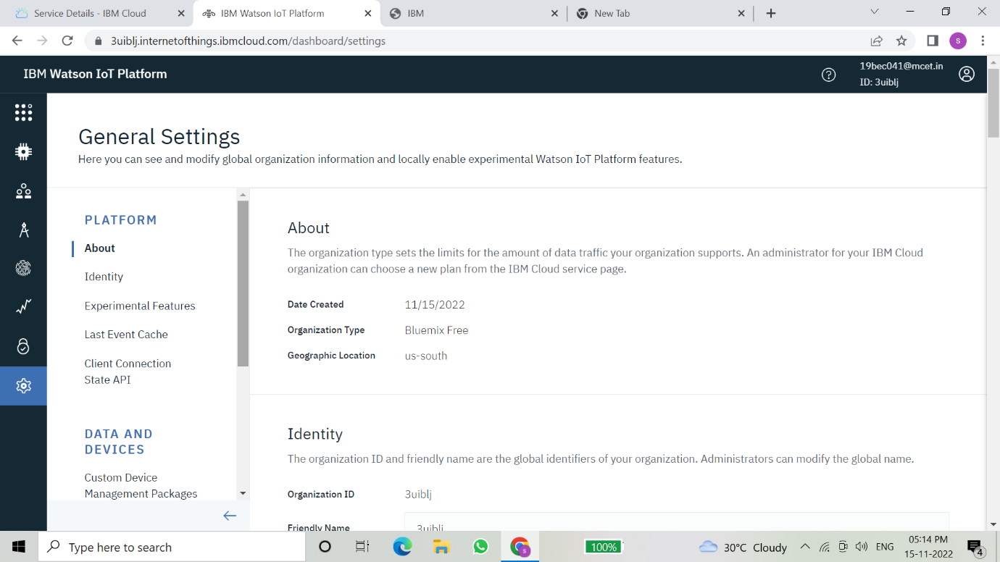 Service Details - IBM Cloud
IBM Watson IoT Platform
IBM
New Tab
3uiblj.internetofthings.ibmcloud.com/dashboard/settings
S
IBM Watson IoT Platform
19bec041@mcet.in
ID: 3uiblj
General Settings
Here you can see and modify global organization information and locally enable experimental Watson IoT Platform features.
PLATFORM
About
Identity
Experimental Features
Last Event Cache
Client Connection
State API
DATA AND
DEVICES
Custom Device
Management Packages
About
The organization type sets the limits for the amount of data traffic your organization supports. An administrator for your IBM Cloud
organization can choose a new plan from the IBM Cloud service page.
Date Created 11/15/2022
Organization Type Bluemix Free
Geographic Location us-south
Identity
The organization ID and friendly name are the global identifiers of your organization. Administrators can modify the global name.
Organization ID 3uiblj
Friendly Name 3uiblj
Type here to search
100%
30°C Cloudy
ENG
05:14 PM
15-11-2022
4